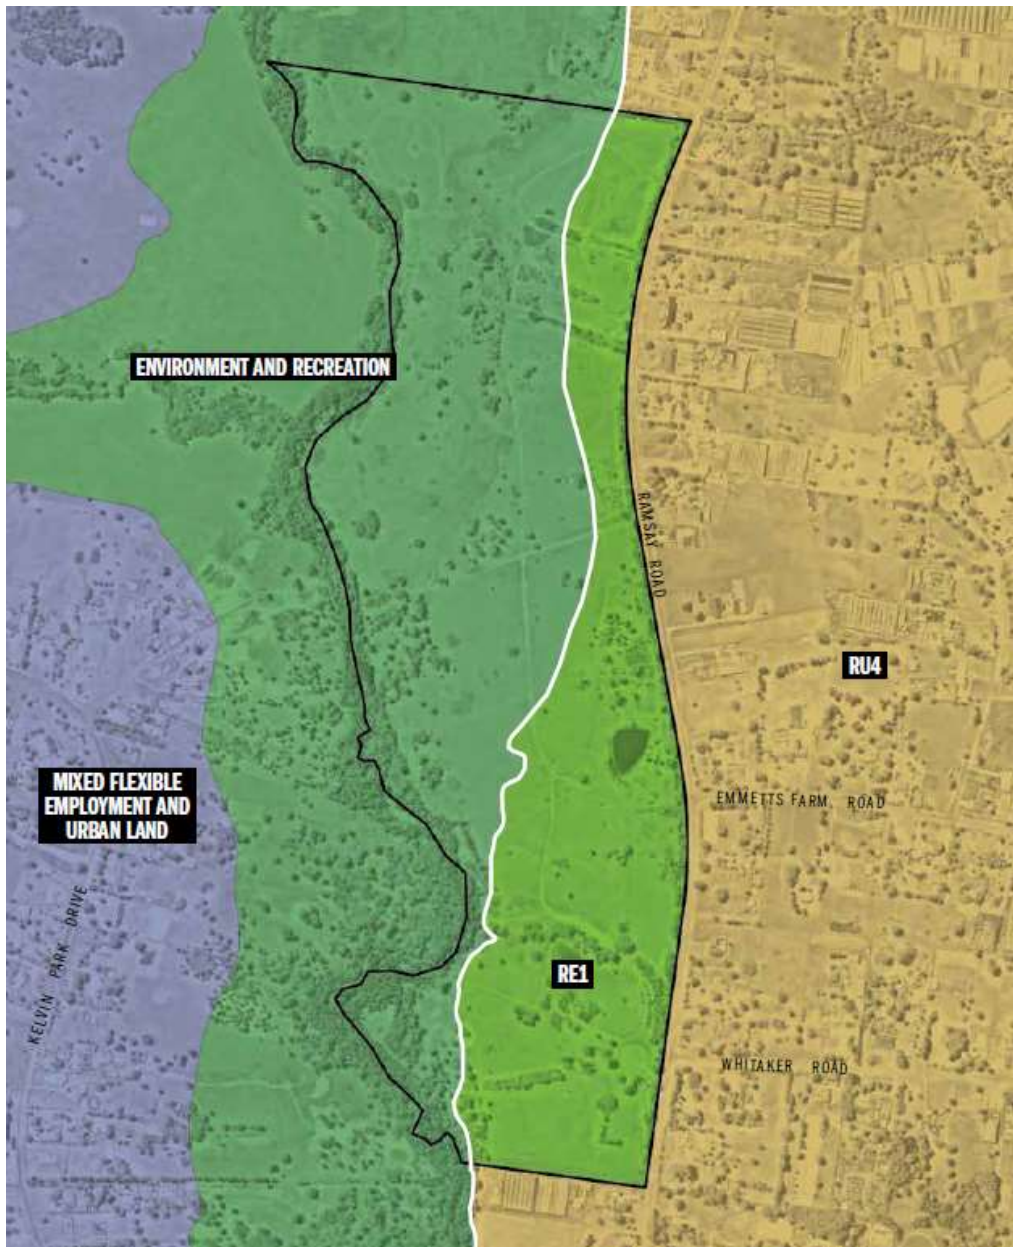 ENVIRONMENT AND RECREATION
RAMSAY ROAD
RU4
MIXED FLEXIBLE
EMPLOYMENT AND
URBAN LAND
EMMETTS FARM. ROAD
KELVIN PARK DRIVE
RE1
WHITAKER ROAD